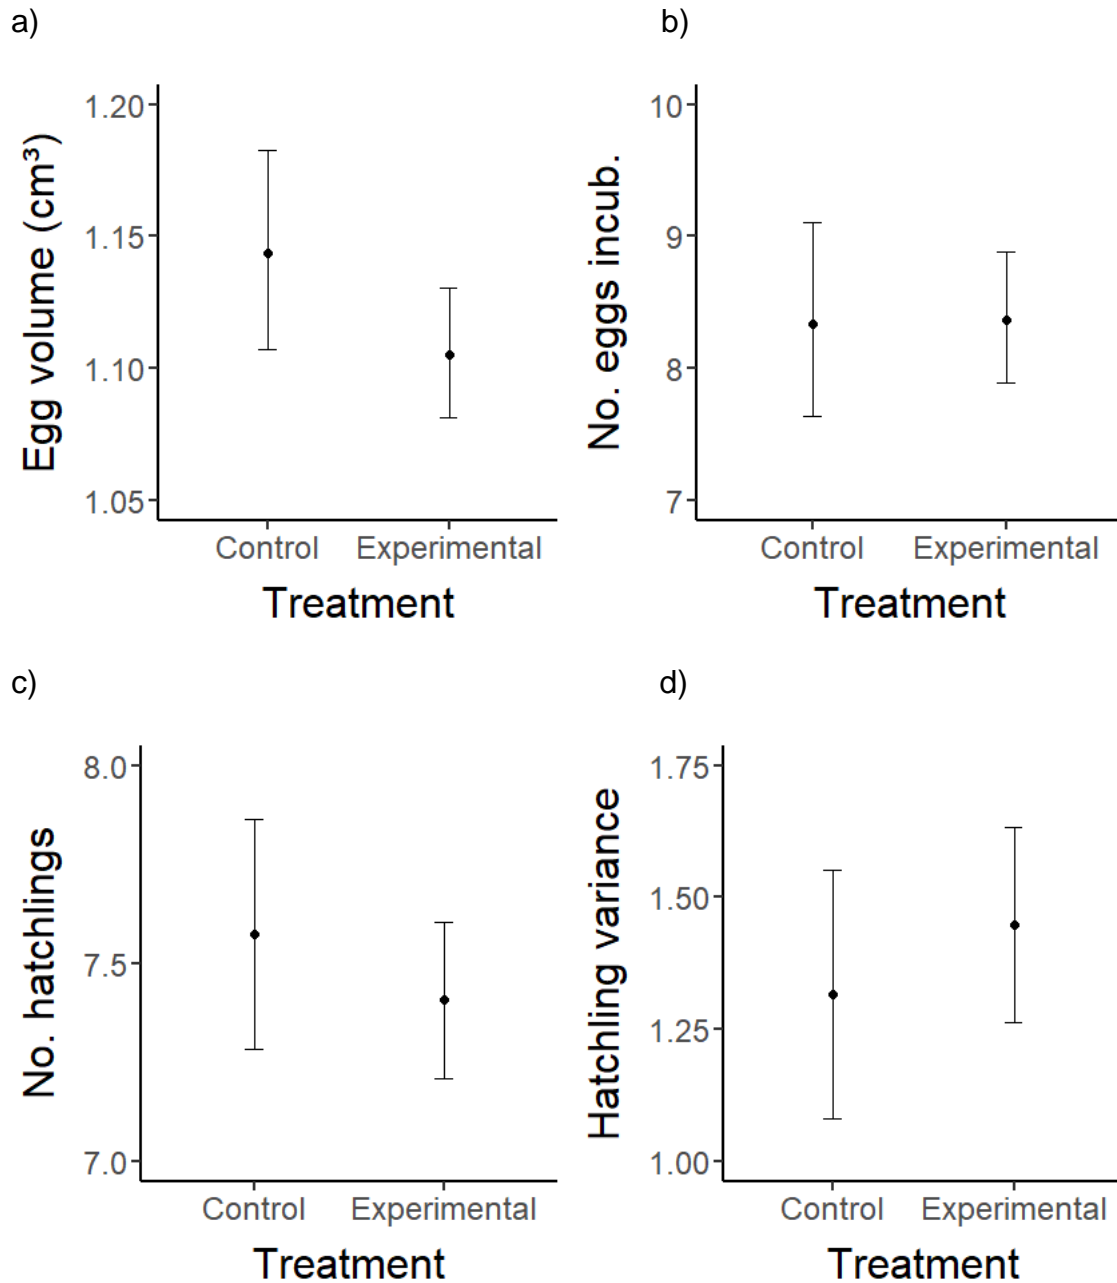 a)
Egg volume (cm³)
1.20
1.15
1.10
1.05
Control Experimental
Treatment
b)
No. eggs incub.
10
9
8
7
Control Experimental
Treatment
c)
No. hatchlings
8.0
7.5
7.0
Control Experimental
Treatment
d)
Hatchling variance
1.75
1.50
1.25
1.00
Control Experimental
Treatment